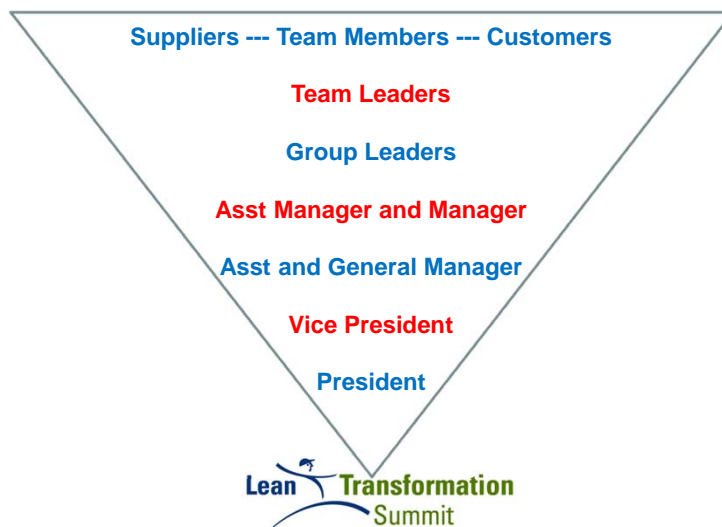 Suppliers --- Team Members --- Customers
Team Leaders
Group Leaders
Asst Manager and Manager
Asst and General Manager
Vice President
President
Lean Transformation
Summit